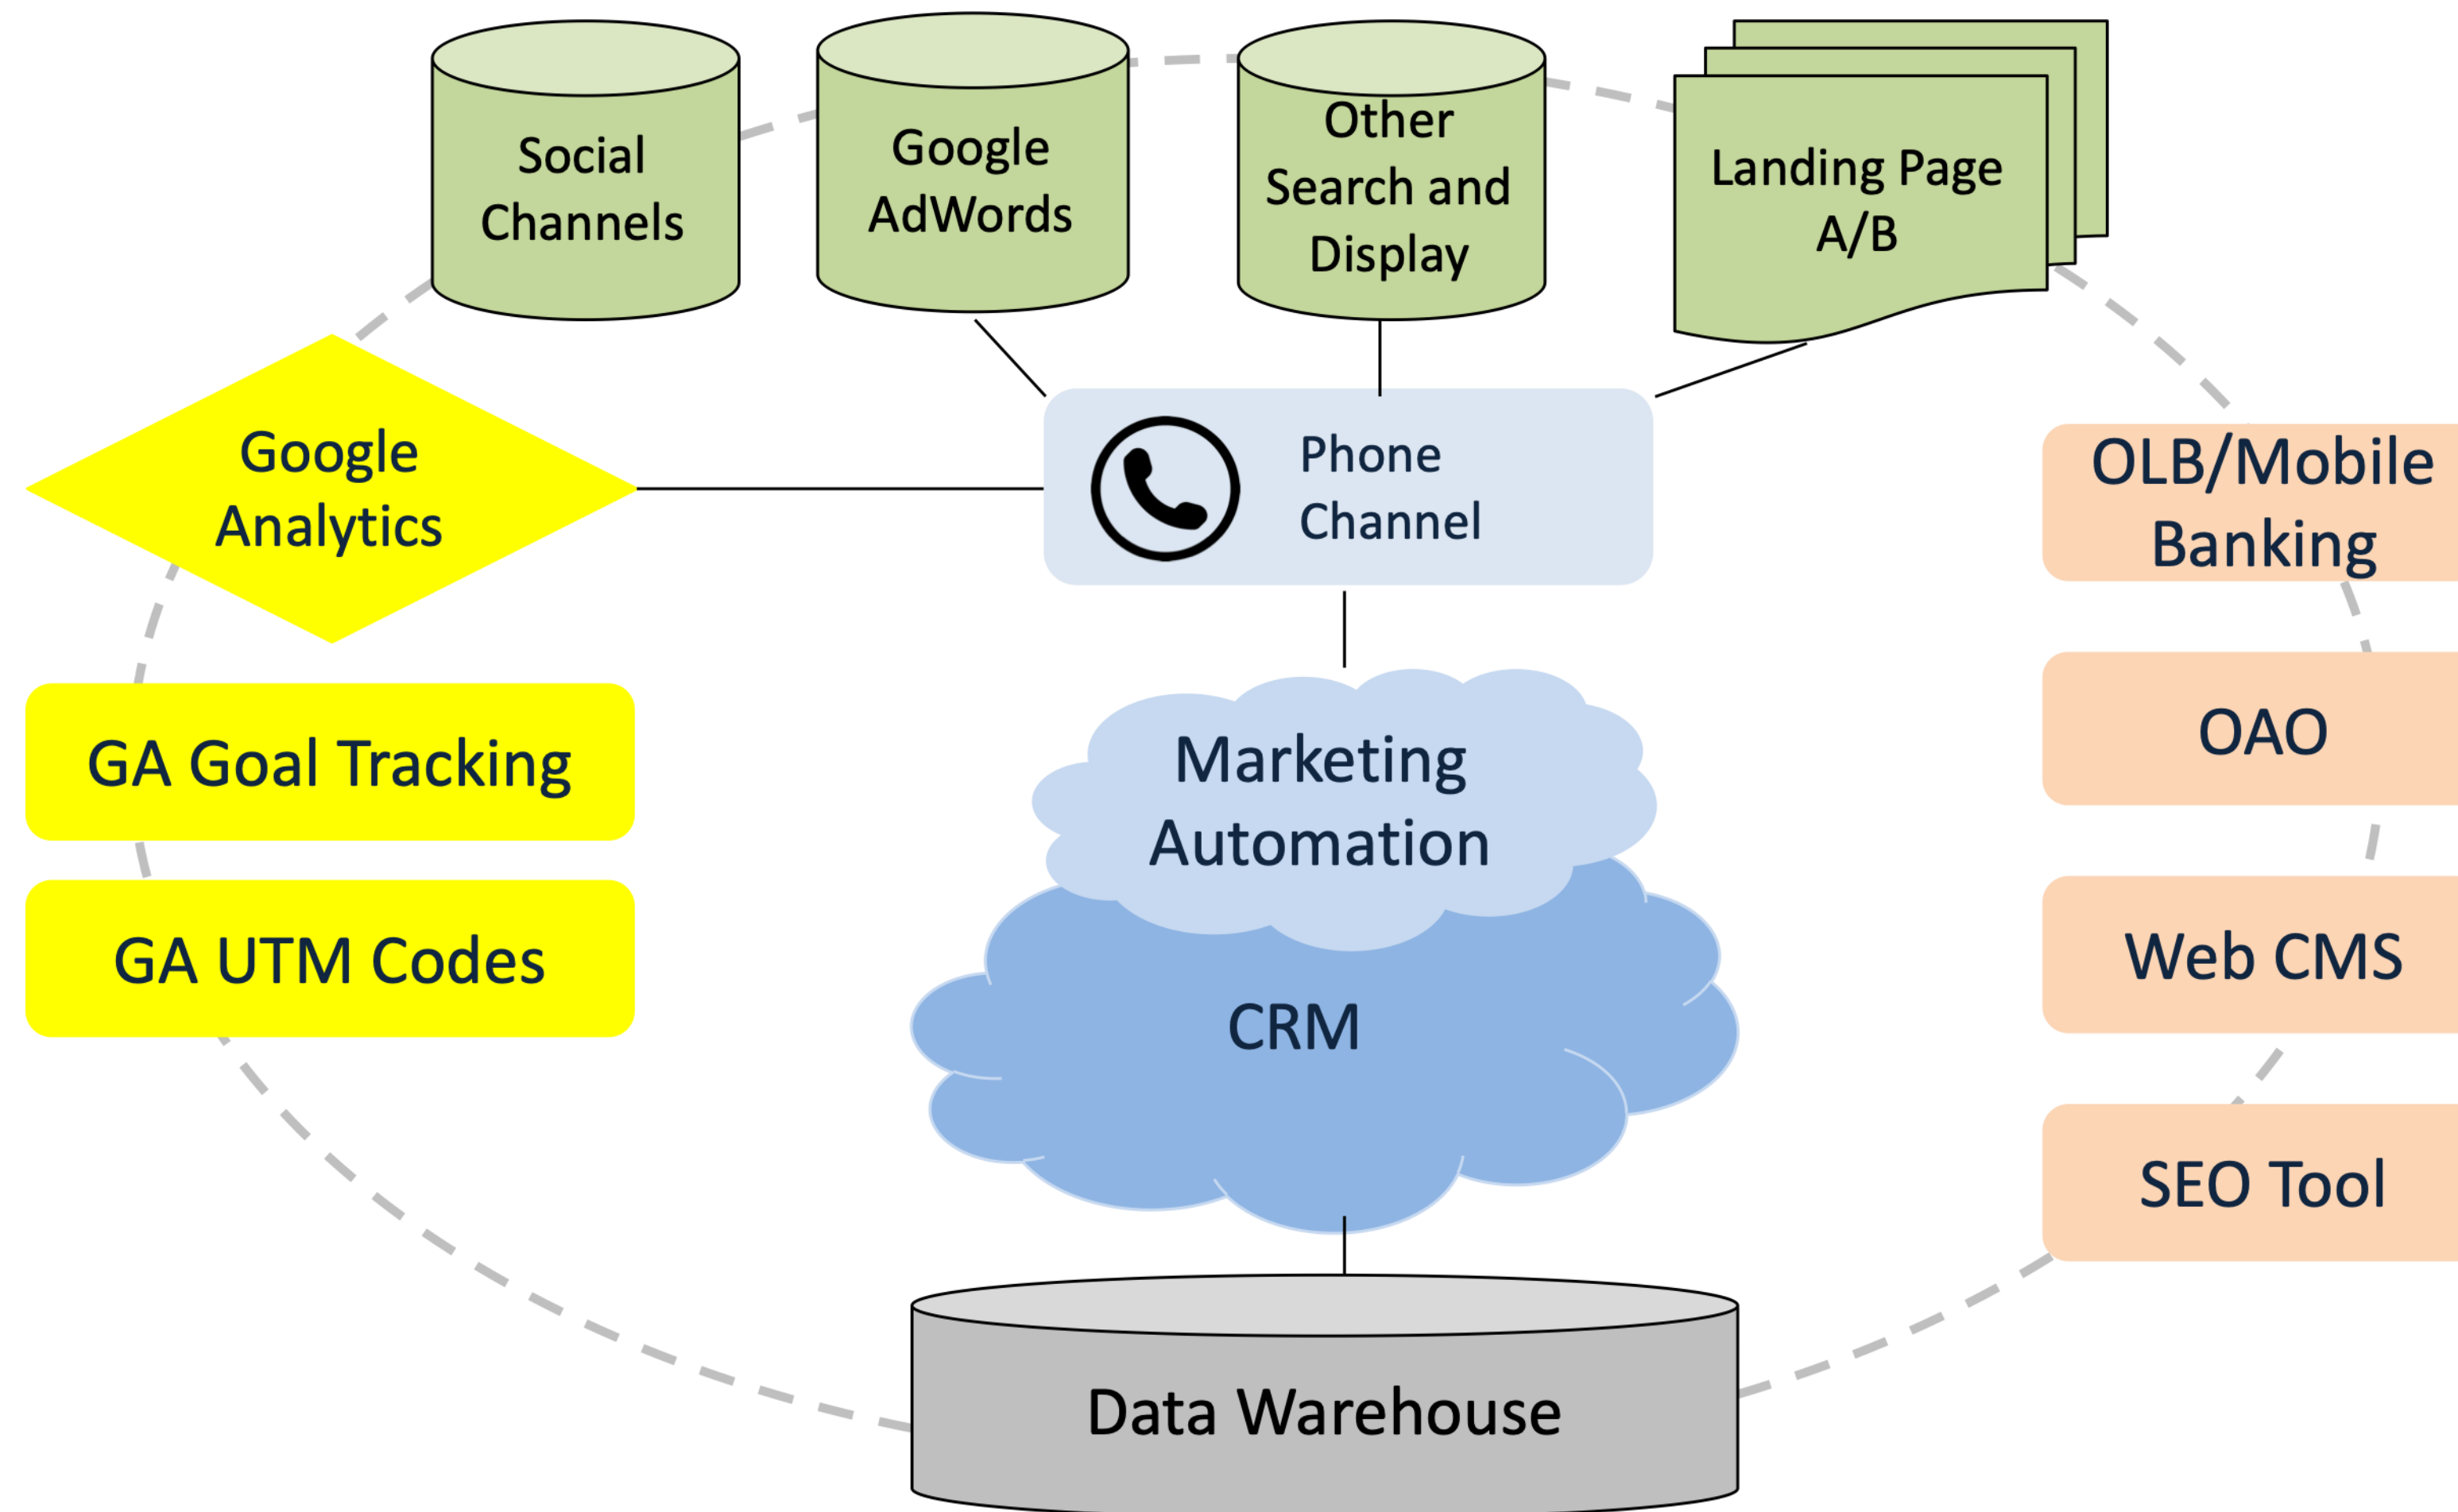 Social
Channels
Google
AdWords
Other
Search and
Display
Landing Page
A/B
Google
Analytics
Phone
Channel
OLB/Mobile
Banking
GA Goal Tracking
Marketing
Automation
OAO
GA UTM Codes
CRM
Web CMS
SEO Tool
Data Warehouse